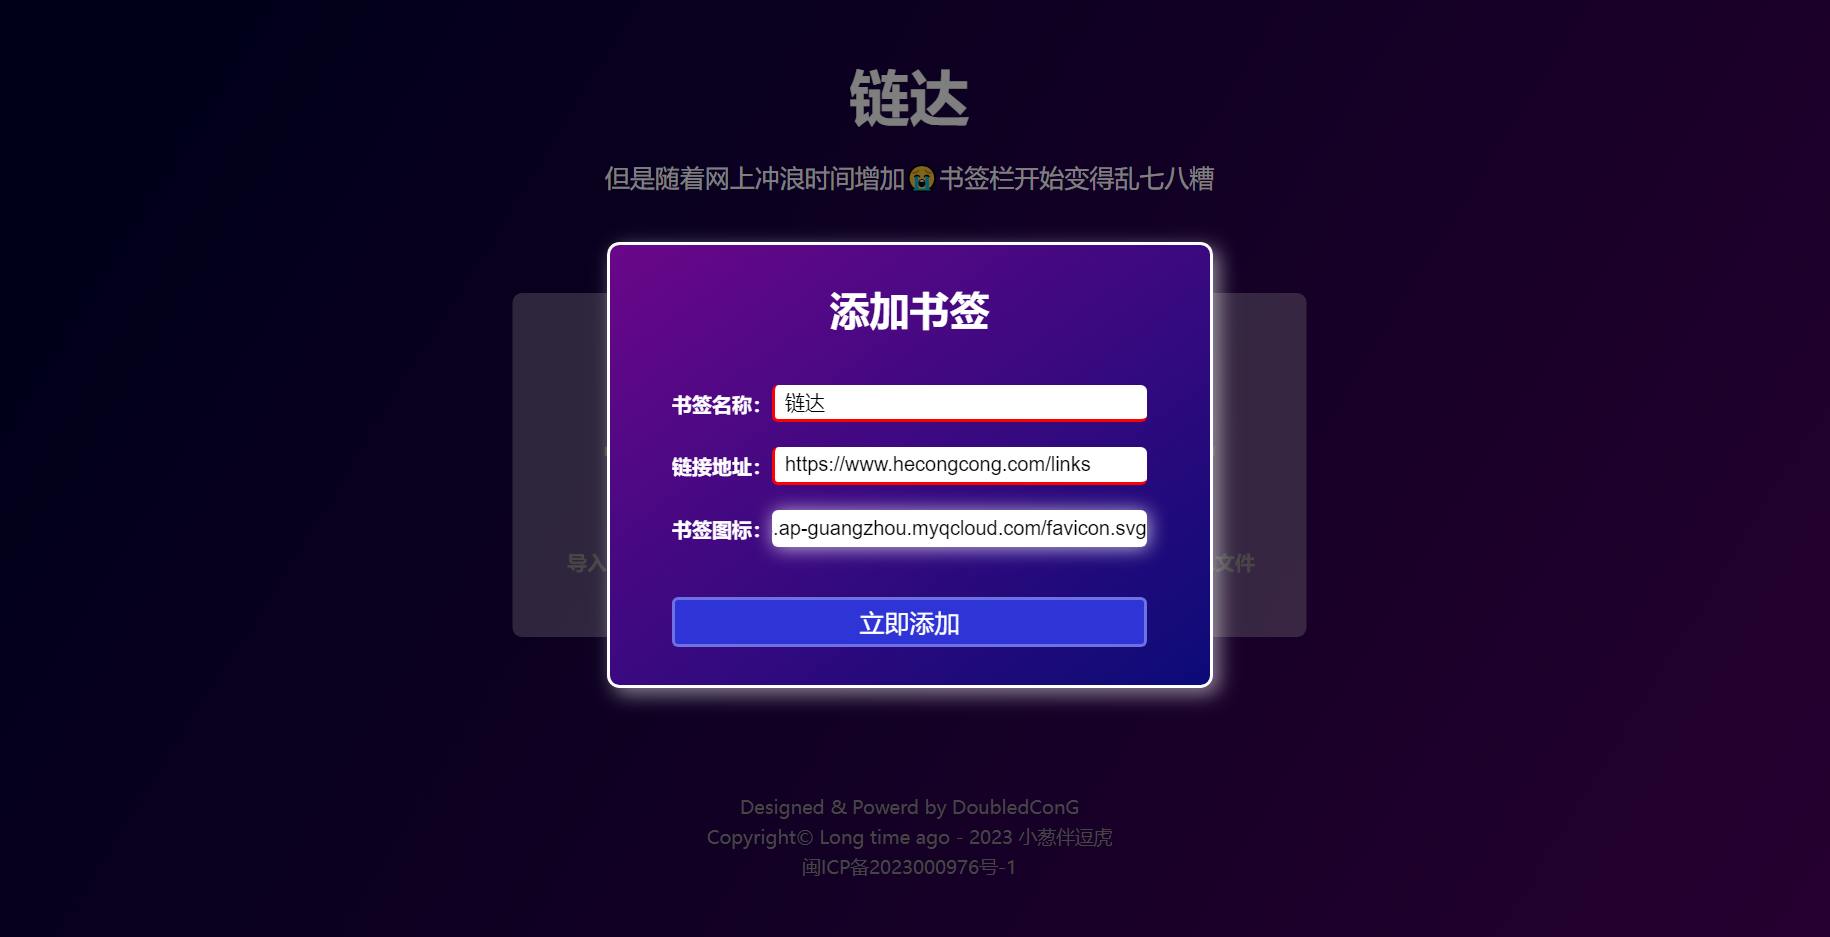 链达
但是随着网上冲浪时间增加😭书签栏开始变得乱七八糟
添加书签
书签名称： 链达
链接地址： https://www.hecongcong.com/links
书签图标： .ap-guangzhou.myqcloud.com/favicon.svg
导入
文件
立即添加
Designed & Powerd by DoubledConG
Copyright© Long time ago - 2023 小葱伴逗虎
闽ICP备2023000976号-1